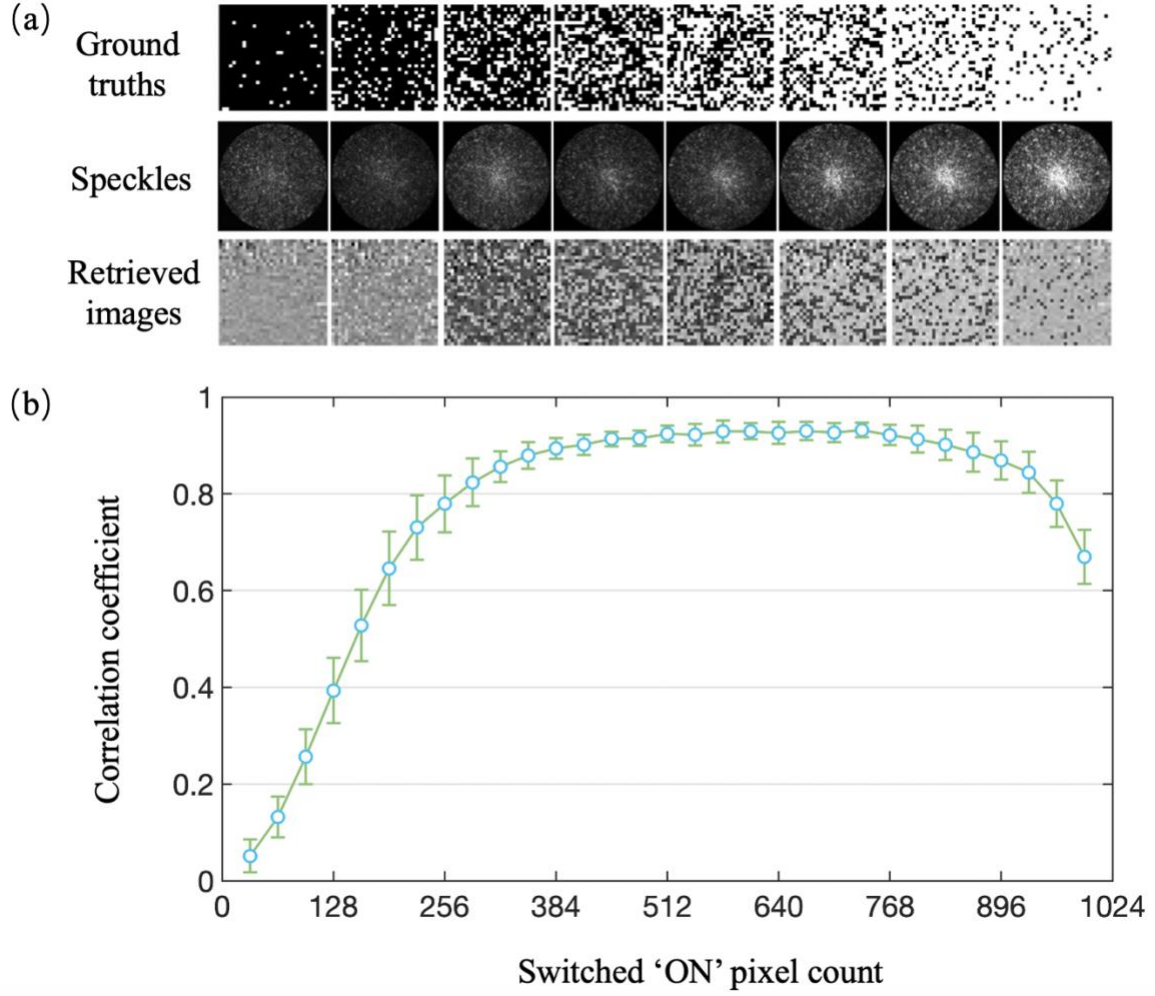 (a)
Ground
truths
Speckles
Retrieved
images
(b)
1
0.8
0.6
0.4
0.2
0
Correlation coefficient
0 128 256 384 512 640 768 896 1024
Switched ‘ON’ pixel count